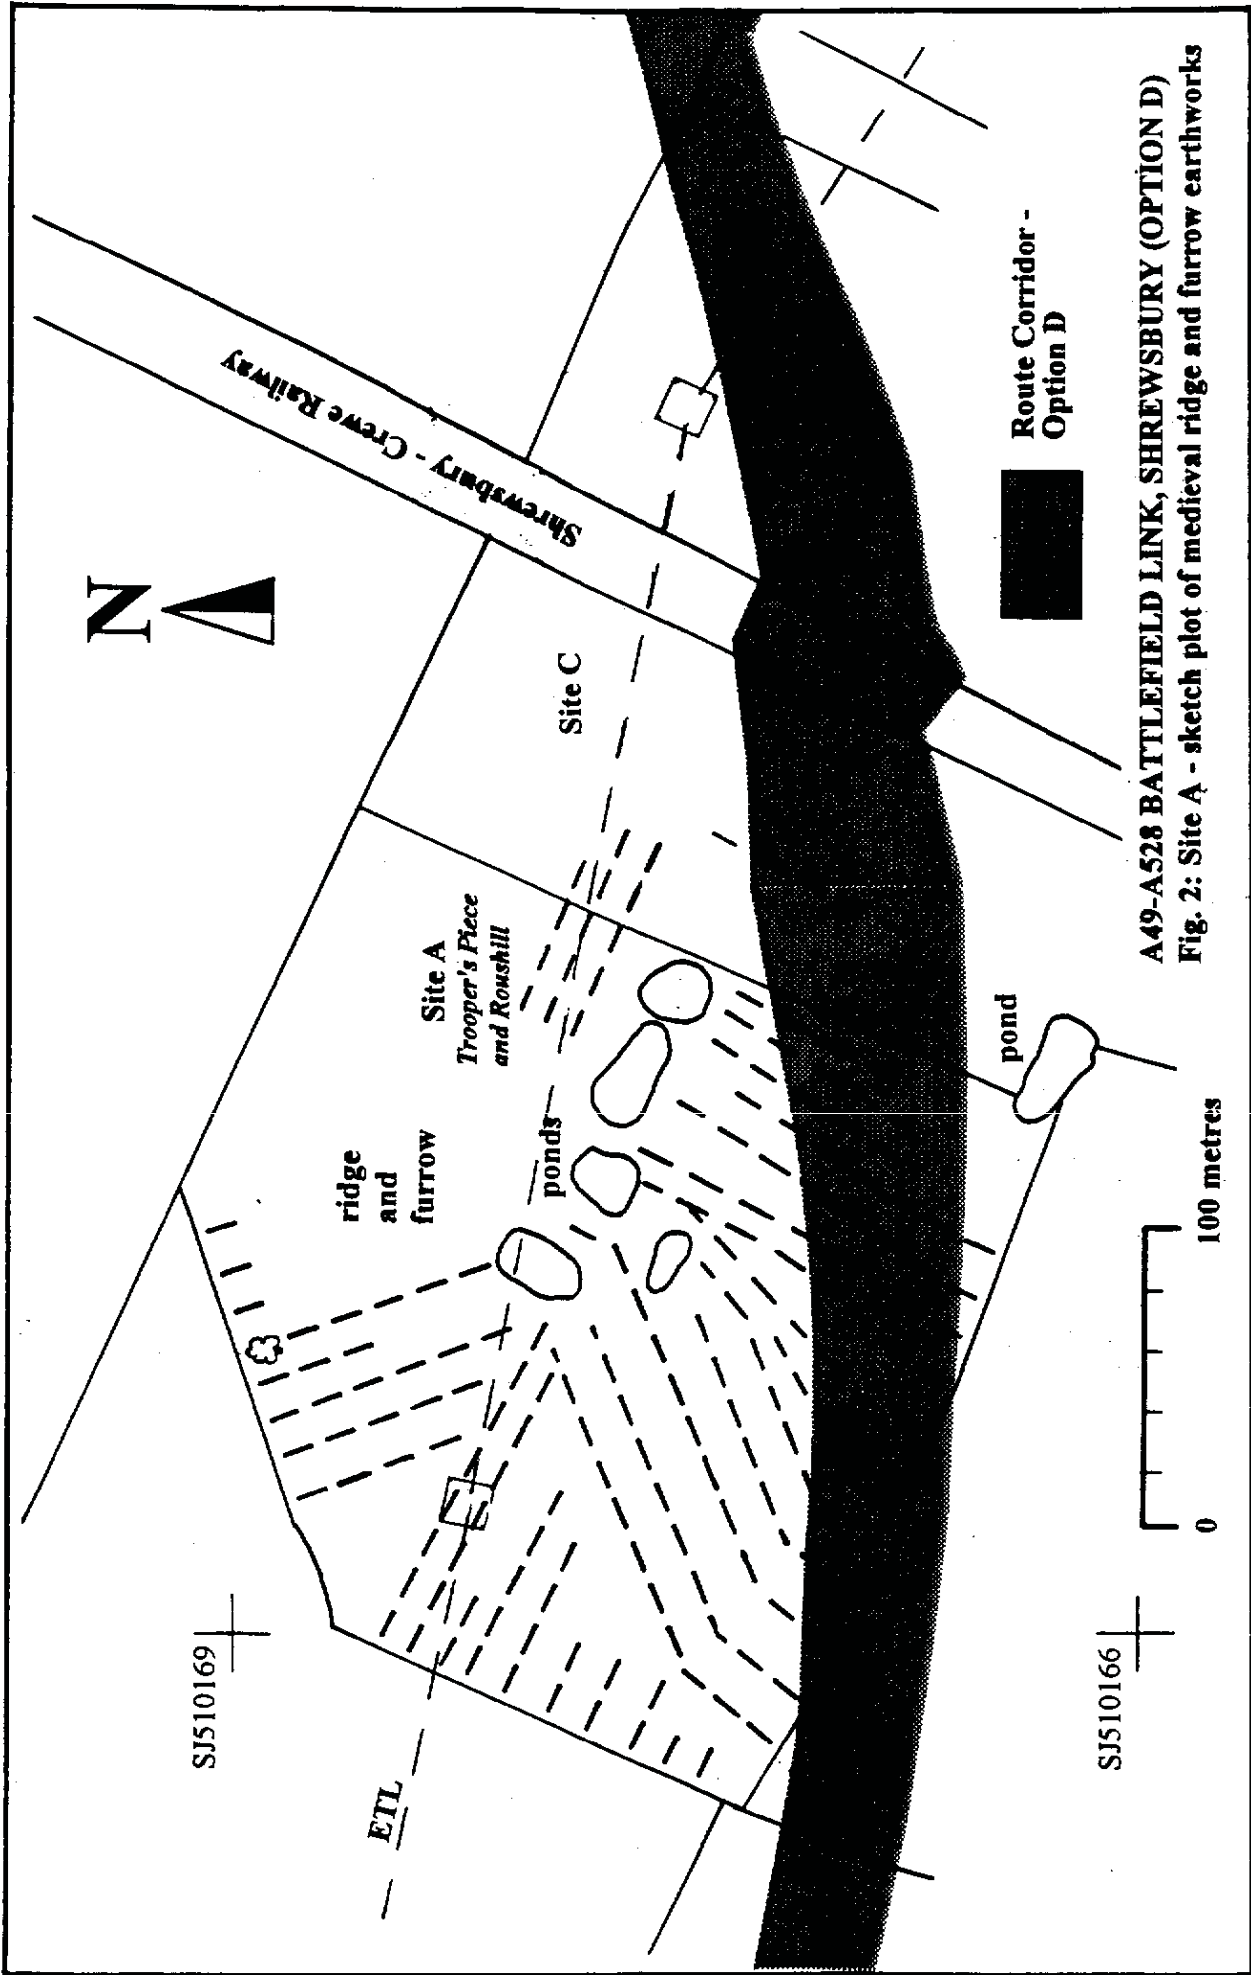 N
Shrewsbury - Crewe Railway
Site C
Site A
Trooper's Piece
and Roushill
ridge
and
furrow
ponds
SJ510169
ETL
Route Corridor -
Option D
pond
SJ510166
0
100 metres
A49-A528 BATTLEFIELD LINK, SHREWSBURY (OPTION D)
Fig. 2: Site A - sketch plot of medieval ridge and furrow earthworks